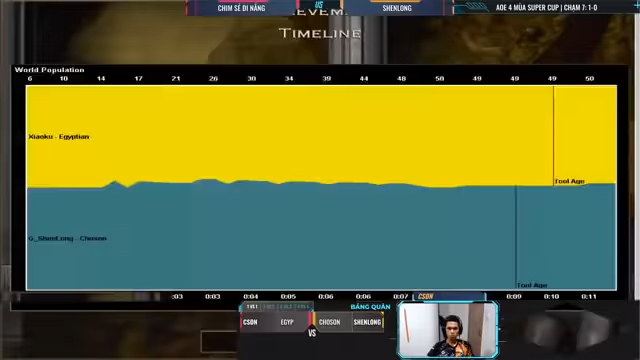 CHIM SẺ ĐI NẮNG
VS
SHENLONG
AOE 4 MÙA SUPER CUP | CHẠM 7: 1-0
TIMELINE
World Population
6 10 17 21 26 30 34 39 44 48 50 49 49 49 50
Xiaoku - Egyptian
Tool Age
G_ShenLong - Choson
Tool Age
:03 0:03 0:04 0:05 0:06 0:06 0:07 0:09 0:10 0:11
CSDN
BẢNG QUẦN
CSDN EGYP CHOSON SHENLONG
VS